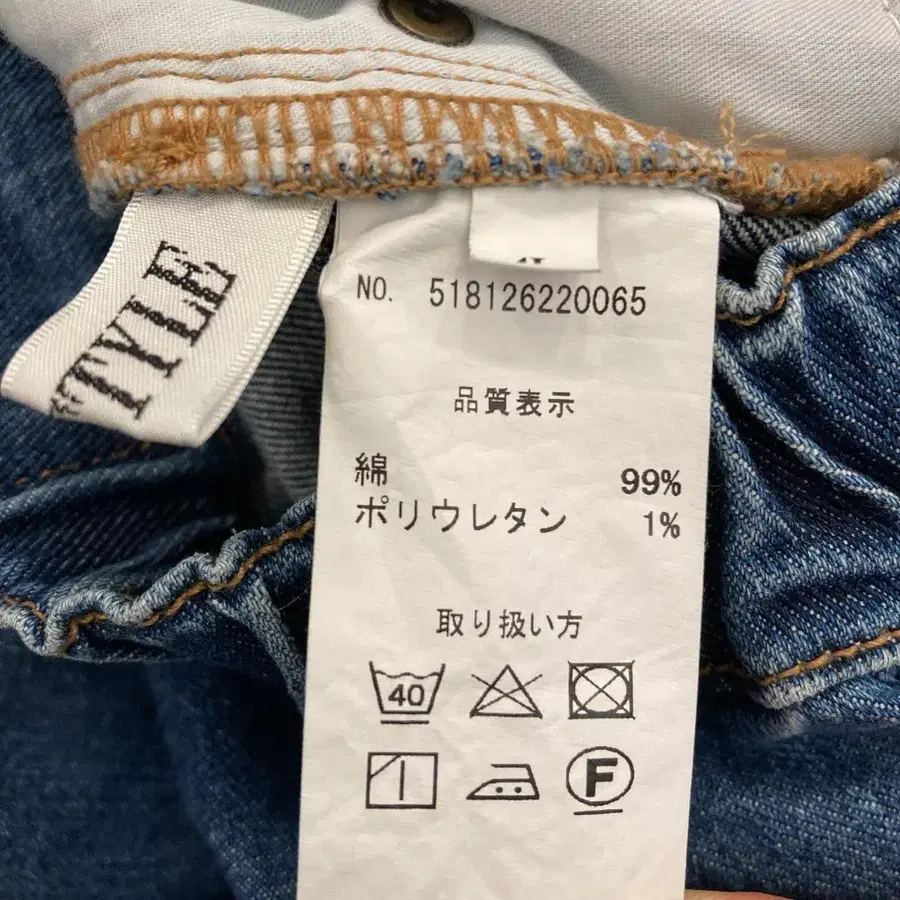 STYLE
NO. 518126220065
品質表示
綿 99%
ポリウレタン 1%
取り扱い方
40
F